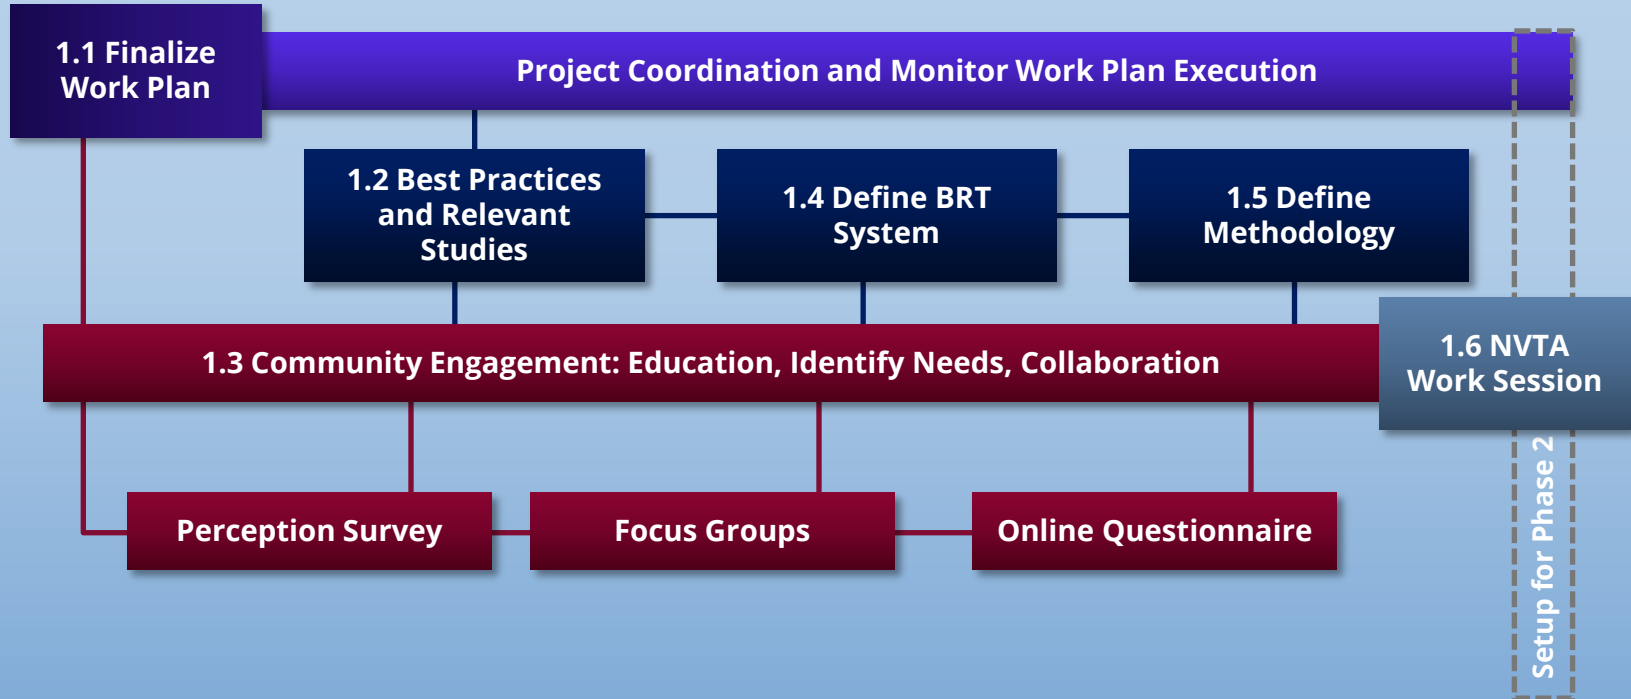 1.1 Finalize
Work Plan
Project Coordination and Monitor Work Plan Execution
1.2 Best Practices
and Relevant
Studies
1.4 Define BRT
System
1.5 Define
Methodology
1.3 Community Engagement: Education, Identify Needs, Collaboration
1.6 NVTA
Work Session
Perception Survey
Focus Groups
Online Questionnaire
Setup for Phase 2